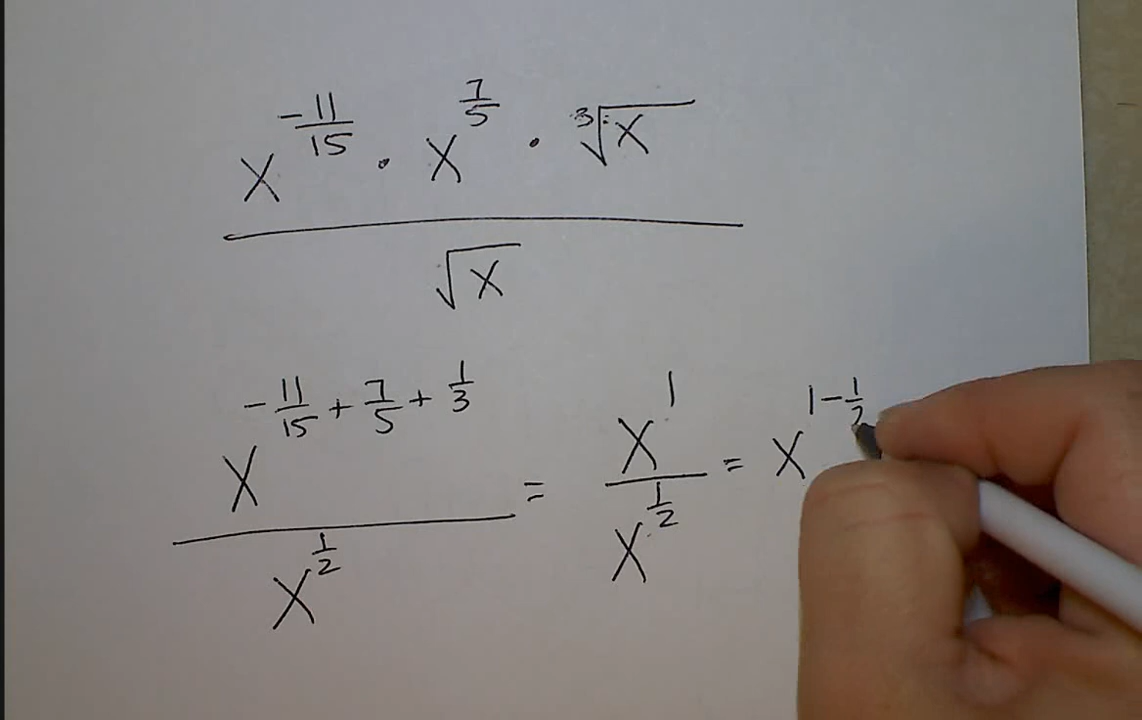 x^{-11/15} · x^{7/5} · ∛x
√x
x^{-11/15 + 7/5 + 1/3} / x^{1/2} = x^1 / x^{1/2} = x^{1 - 1/2}